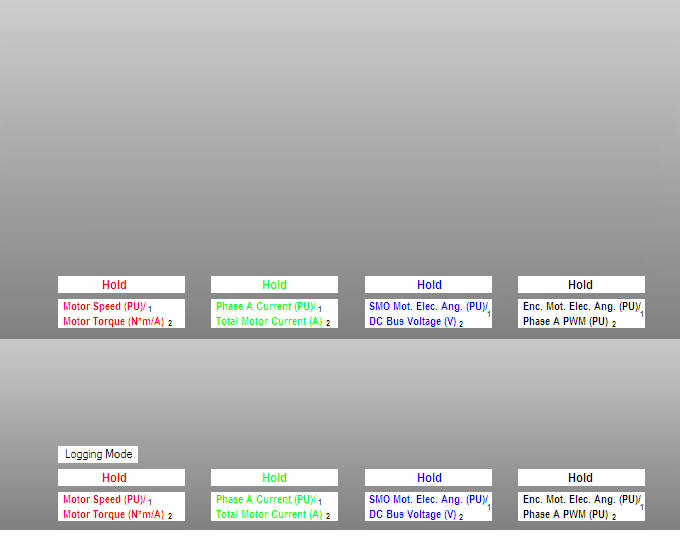 Hold Hold Hold Hold
Motor Speed (PU)/ 1 Phase A Current (PU)/ 1 SMO Mot. Elec. Ang. (PU)/ 1 Enc. Mot. Elec. Ang. (PU)/ 1
Motor Torque (N*m/A) 2 Total Motor Current (A) 2 DC Bus Voltage (V) 2 Phase A PWM (PU) 2
Logging Mode
Hold Hold Hold Hold
Motor Speed (PU)/ 1 Phase A Current (PU)/ 1 SMO Mot. Elec. Ang. (PU)/ 1 Enc. Mot. Elec. Ang. (PU)/ 1
Motor Torque (N*m/A) 2 Total Motor Current (A) 2 DC Bus Voltage (V) 2 Phase A PWM (PU) 2